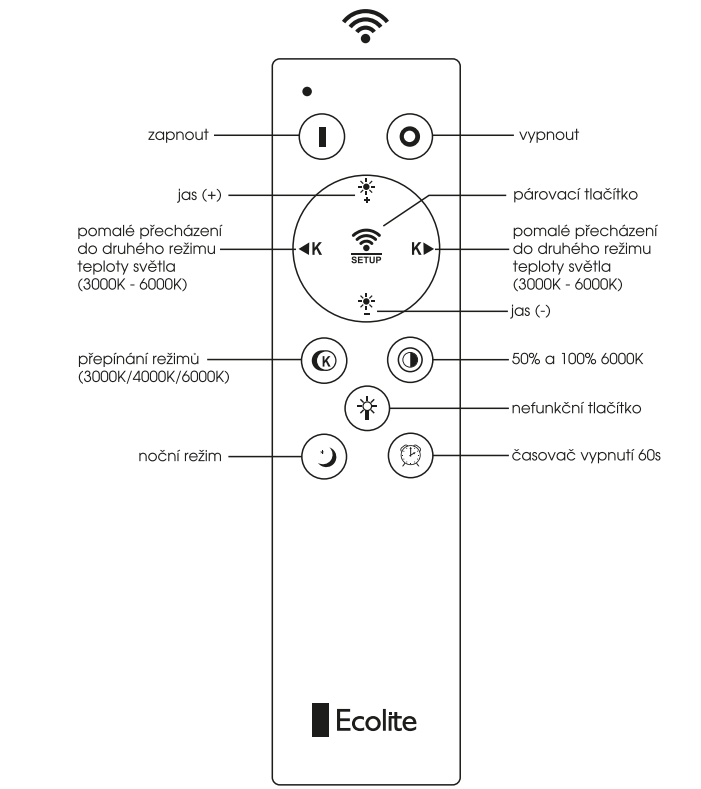 zapnout
vypnout
jas (+)
párovací tlačítko
pomalé přecházení
do druhého režimu
teploty světla
(3000K - 6000K)
K
SETUP
K
pomalé přecházení
do druhého režimu
teploty světla
(3000K - 6000K)
jas (-)
přepínání režimů
(3000K/4000K/6000K)
K
50% a 100% 6000K
nefunkční tlačítko
noční režim
časovač vypnutí 60s
Ecolite